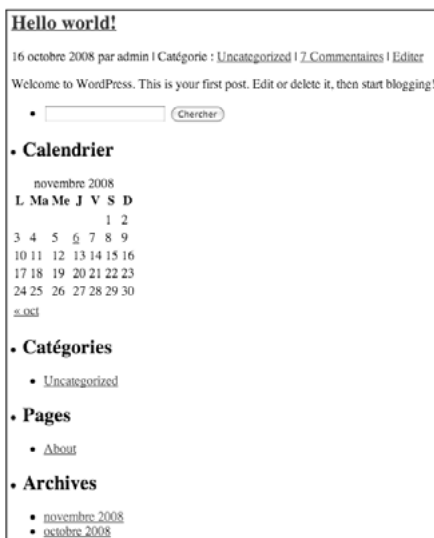 Hello world!
16 octobre 2008 par admin | Catégorie : Uncategorized | 7 Commentaires | Editer
Welcome to WordPress. This is your first post. Edit or delete it, then start blogging!
Chercher
Calendrier
novembre 2008
L Ma Me J V S D
1 2
3 4 5 6 7 8 9
10 11 12 13 14 15 16
17 18 19 20 21 22 23
24 25 26 27 28 29 30
« oct
Catégories
Uncategorized
Pages
About
Archives
novembre 2008
octobre 2008